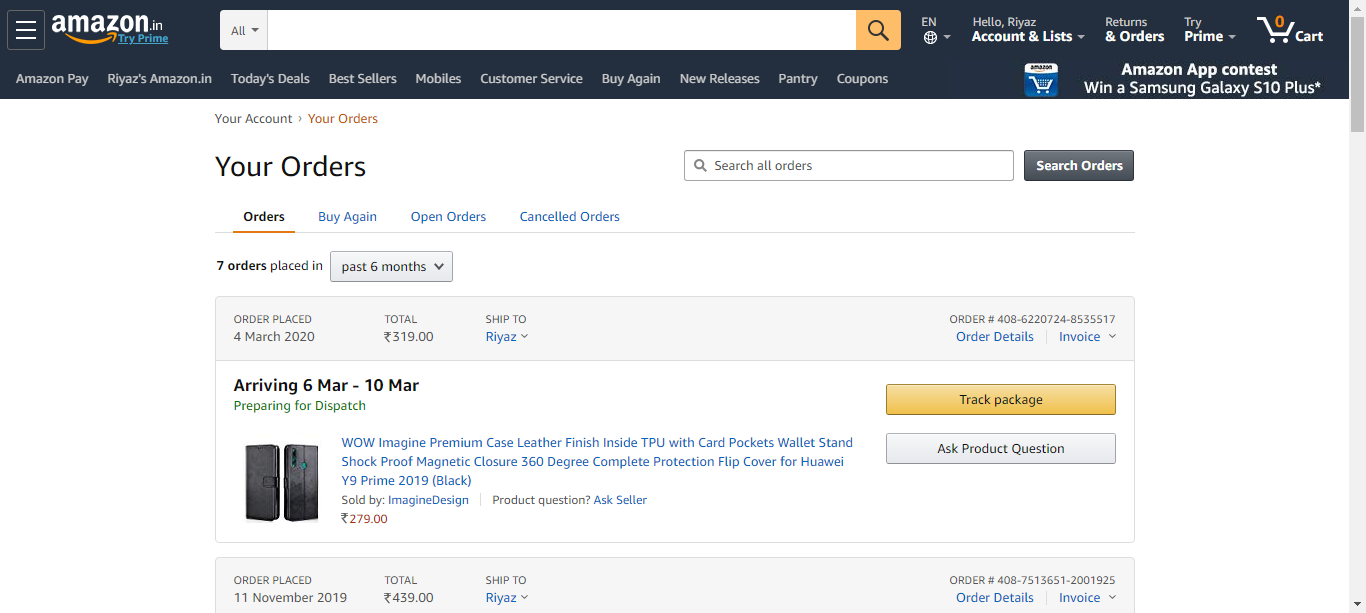 amazon.in
Try Prime
All
EN
Hello, Riyaz
Account & Lists
Returns
& Orders
Try
Prime
0
Cart
Amazon Pay
Riyaz's Amazon.in
Today's Deals
Best Sellers
Mobiles
Customer Service
Buy Again
New Releases
Pantry
Coupons
amazon
Amazon App contest
Win a Samsung Galaxy S10 Plus*
Your Account › Your Orders
Your Orders
Search all orders
Search Orders
Orders
Buy Again
Open Orders
Cancelled Orders
7 orders placed in past 6 months
ORDER PLACED
4 March 2020
TOTAL
₹319.00
SHIP TO
Riyaz
ORDER # 408-6220724-8535517
Order Details
Invoice
Arriving 6 Mar - 10 Mar
Preparing for Dispatch
Track package
Ask Product Question
WOW Imagine Premium Case Leather Finish Inside TPU with Card Pockets Wallet Stand
Shock Proof Magnetic Closure 360 Degree Complete Protection Flip Cover for Huawei
Y9 Prime 2019 (Black)
Sold by: ImagineDesign
Product question? Ask Seller
₹279.00
ORDER PLACED
11 November 2019
TOTAL
₹439.00
SHIP TO
Riyaz
ORDER # 408-7513651-2001925
Order Details
Invoice